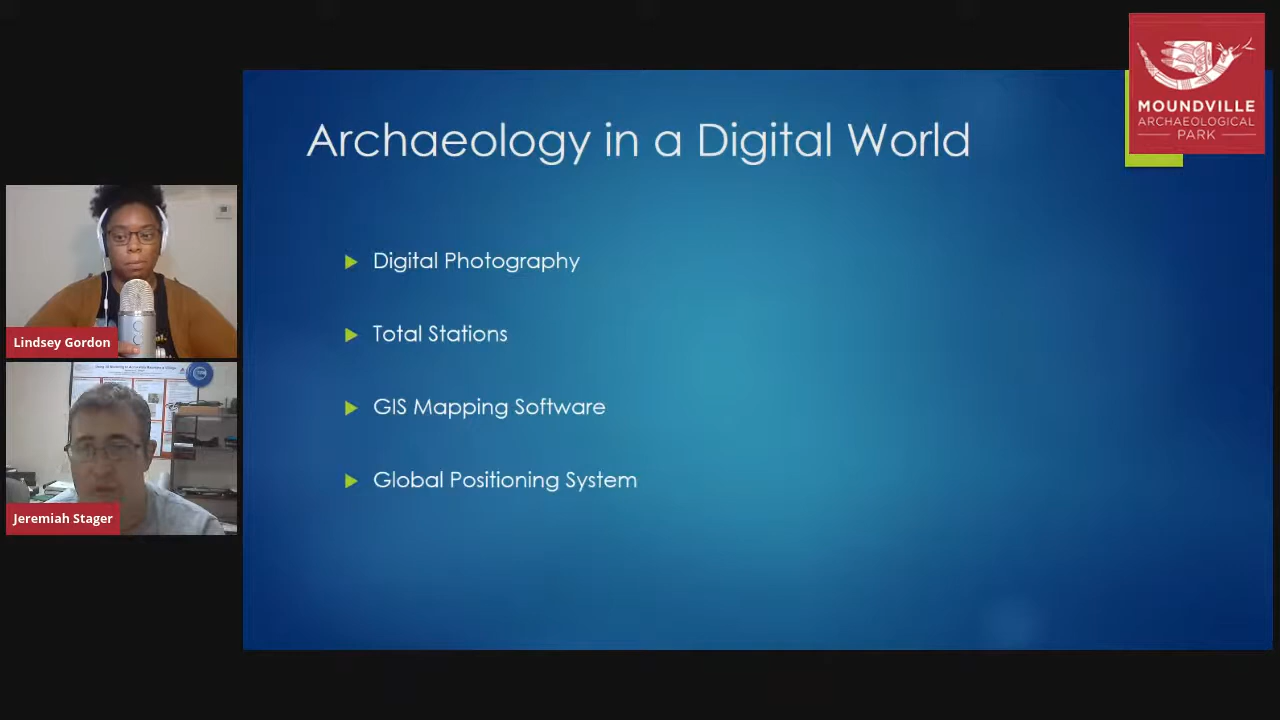 Archaeology in a Digital World
Digital Photography
Total Stations
GIS Mapping Software
Global Positioning System
MOUNDVILLE
ARCHAEOLOGICAL
PARK
Lindsey Gordon
Jeremiah Stager